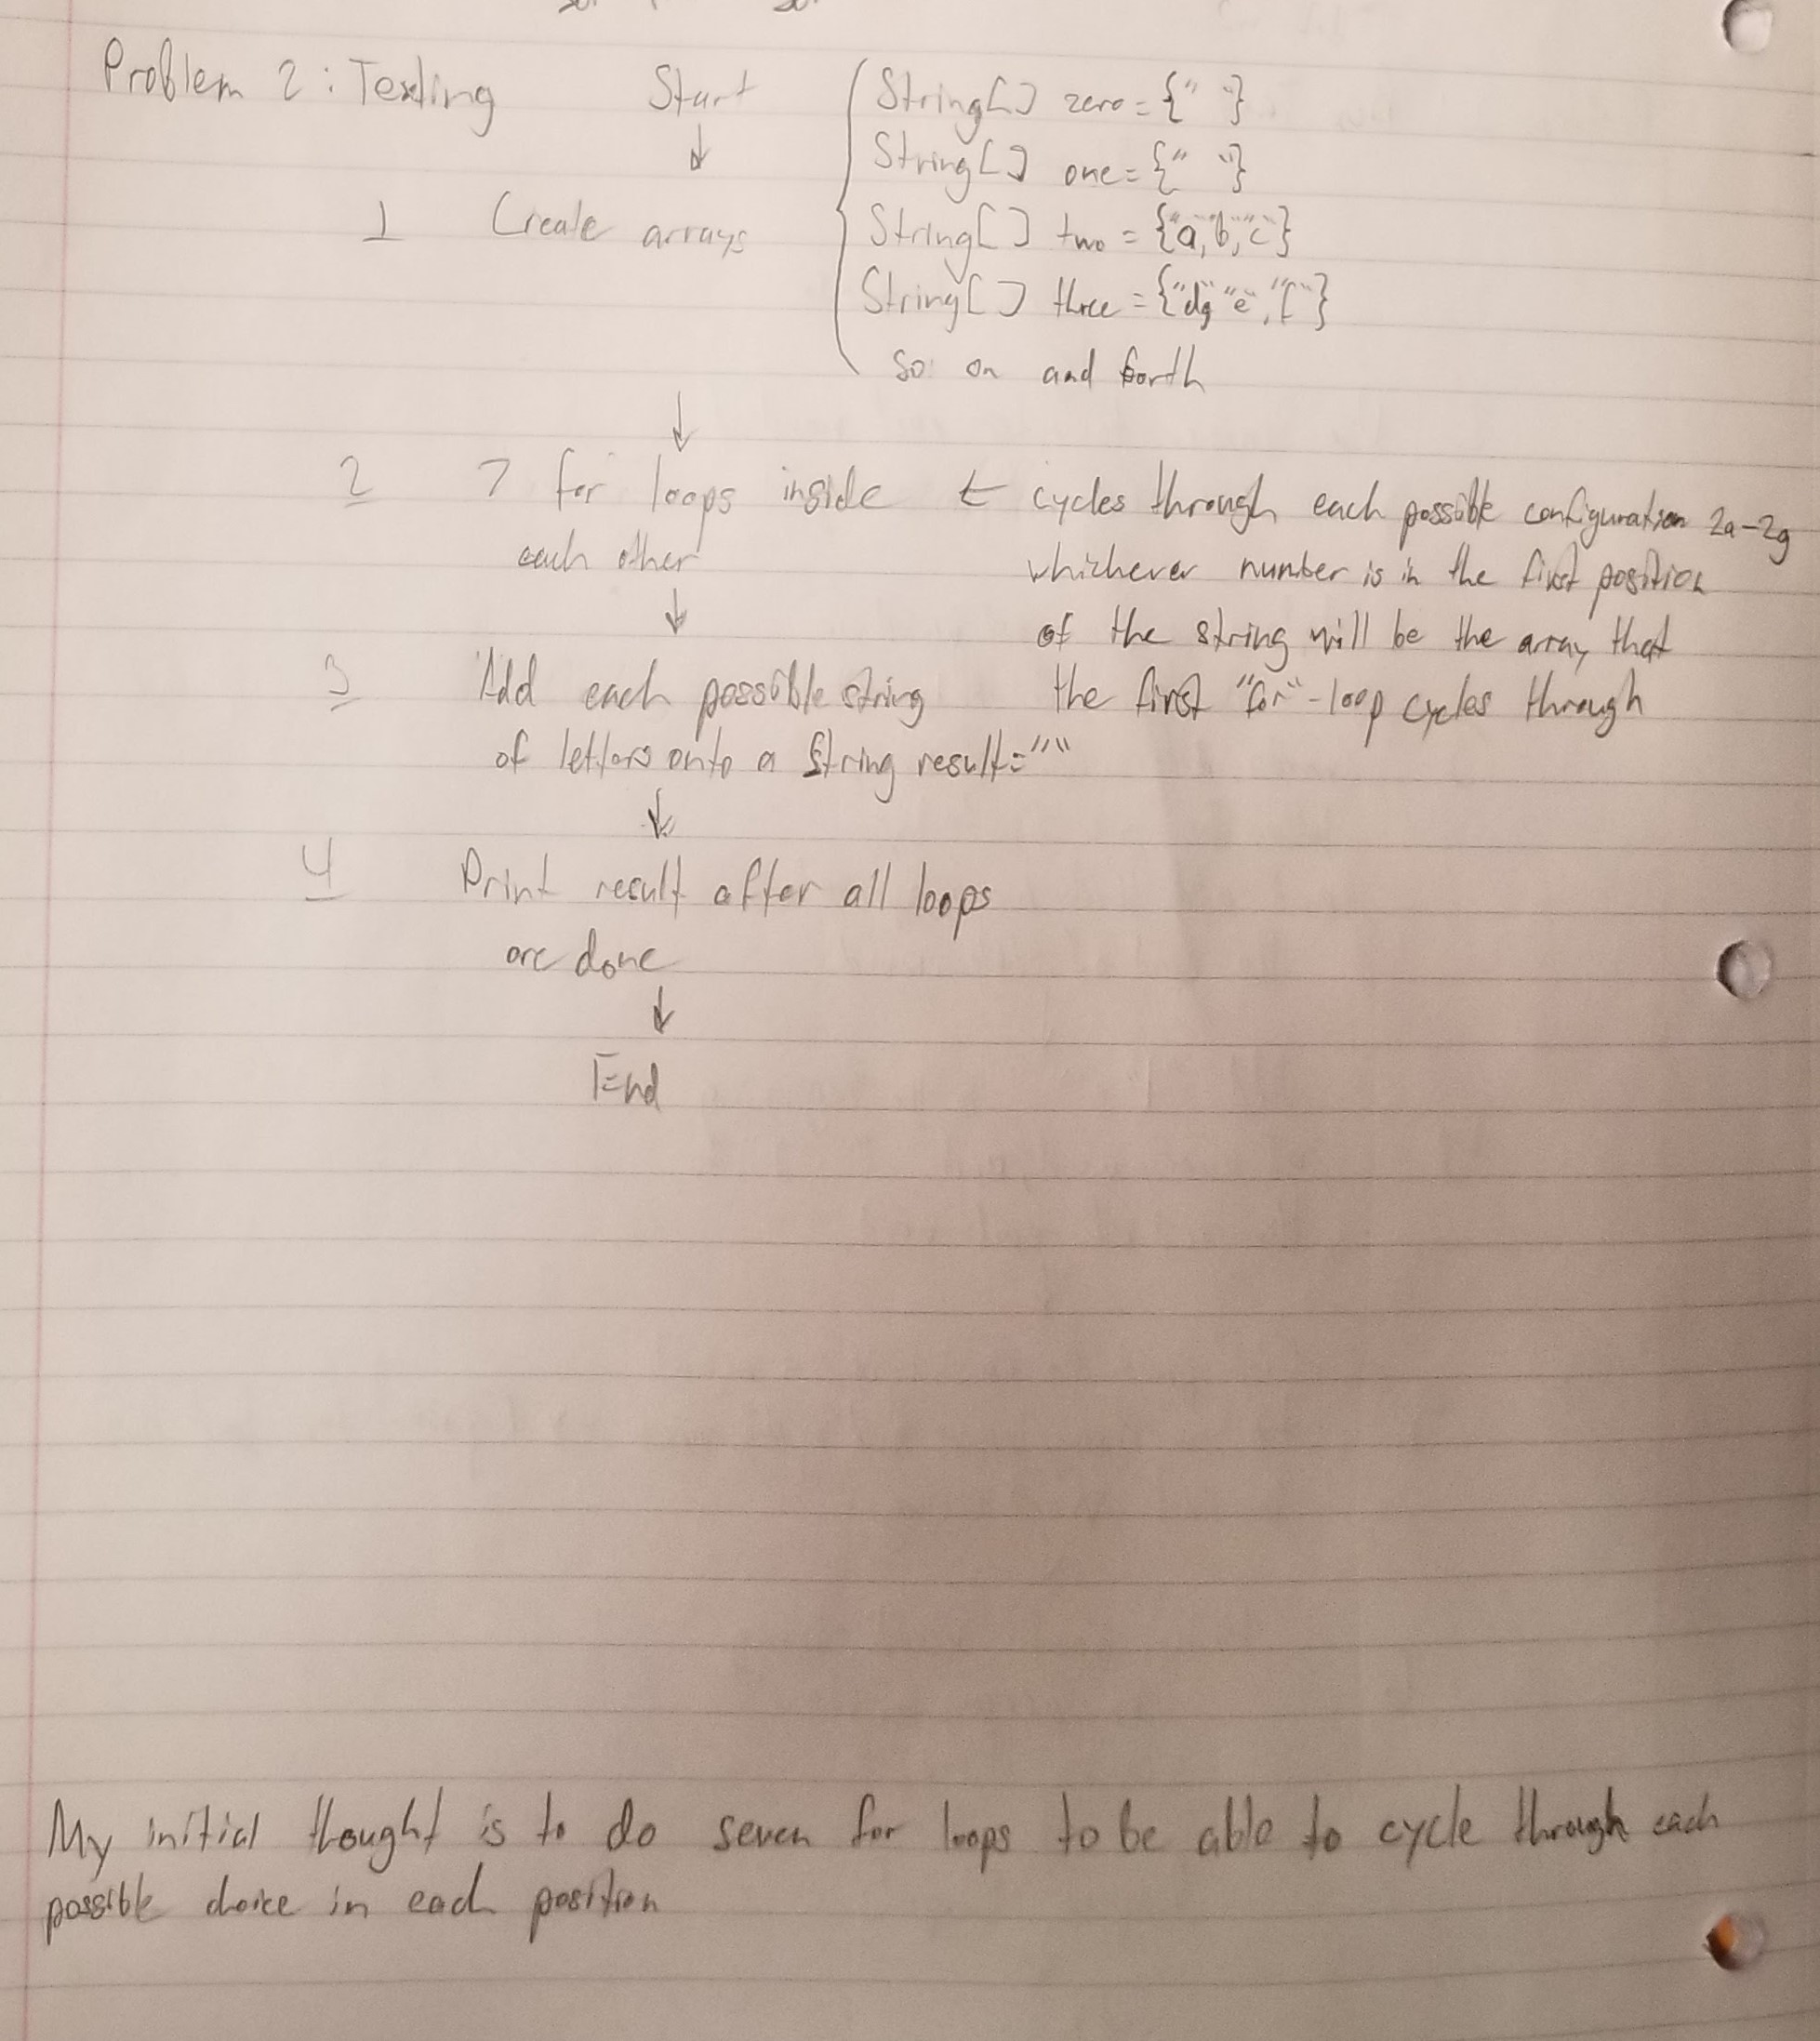 Problem 2: Texting
Start
↓
1 Create arrays
String[] zero = {" "}
String[] one = {" "}
String[] two = {"a","b","c"}
String[] three = {"d", "e", "f"}
so on and forth
↓
2 7 for loops inside ← cycles through each possible configuration 2a-2g
each other
whichever number is in the first position
↓
of the string will be the array that
3 Add each possible string
the first "for"-loop cycles through
of letters onto a String result=""
↓
4 Print result after all loops
are done
↓
End
My initial thought is to do seven for loops to be able to cycle through each
possible choice in each position